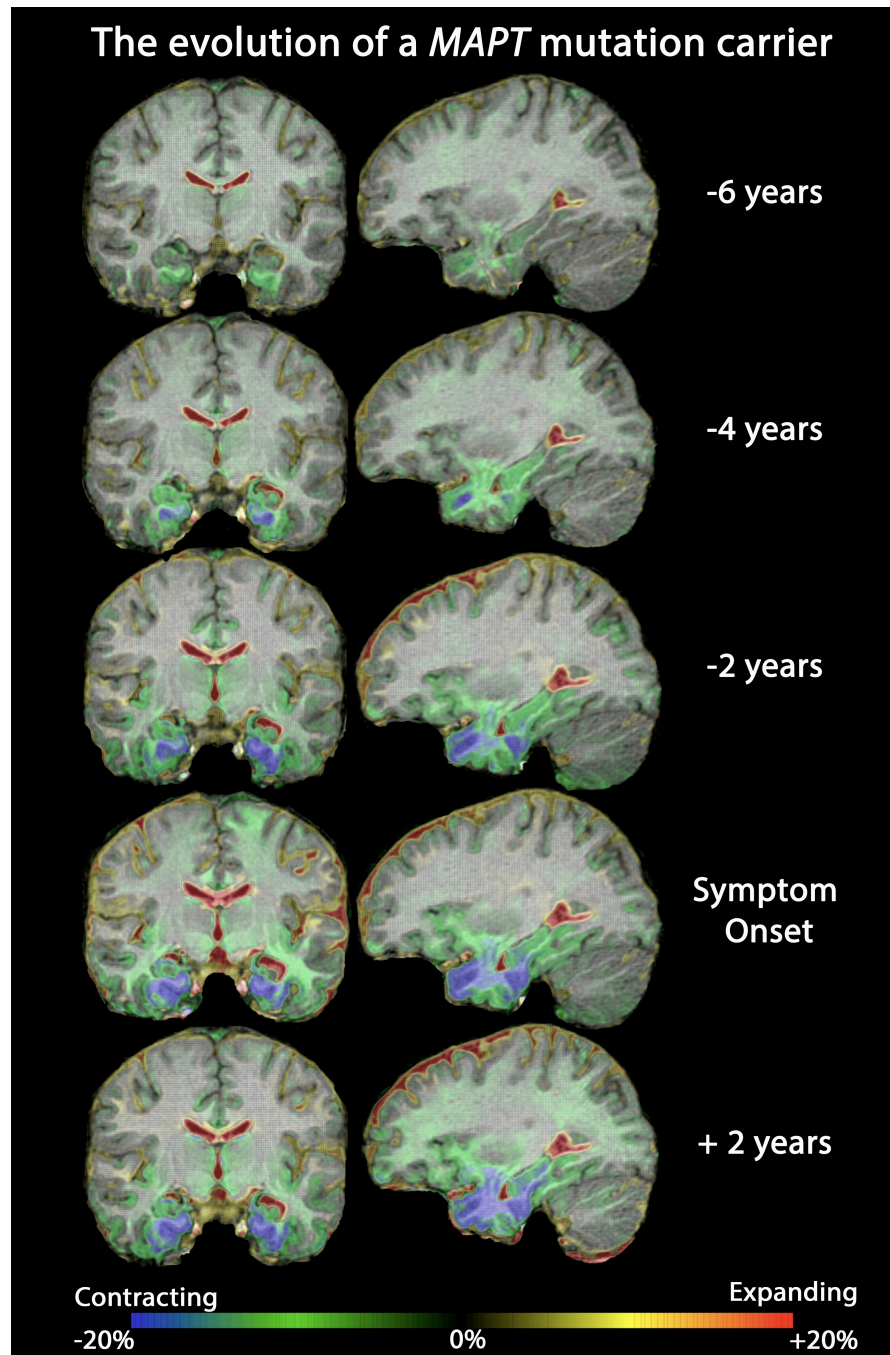 The evolution of a MAPT mutation carrier
-6 years
-4 years
-2 years
Symptom
Onset
+ 2 years
Contracting
Expanding
-20%
0%
+20%